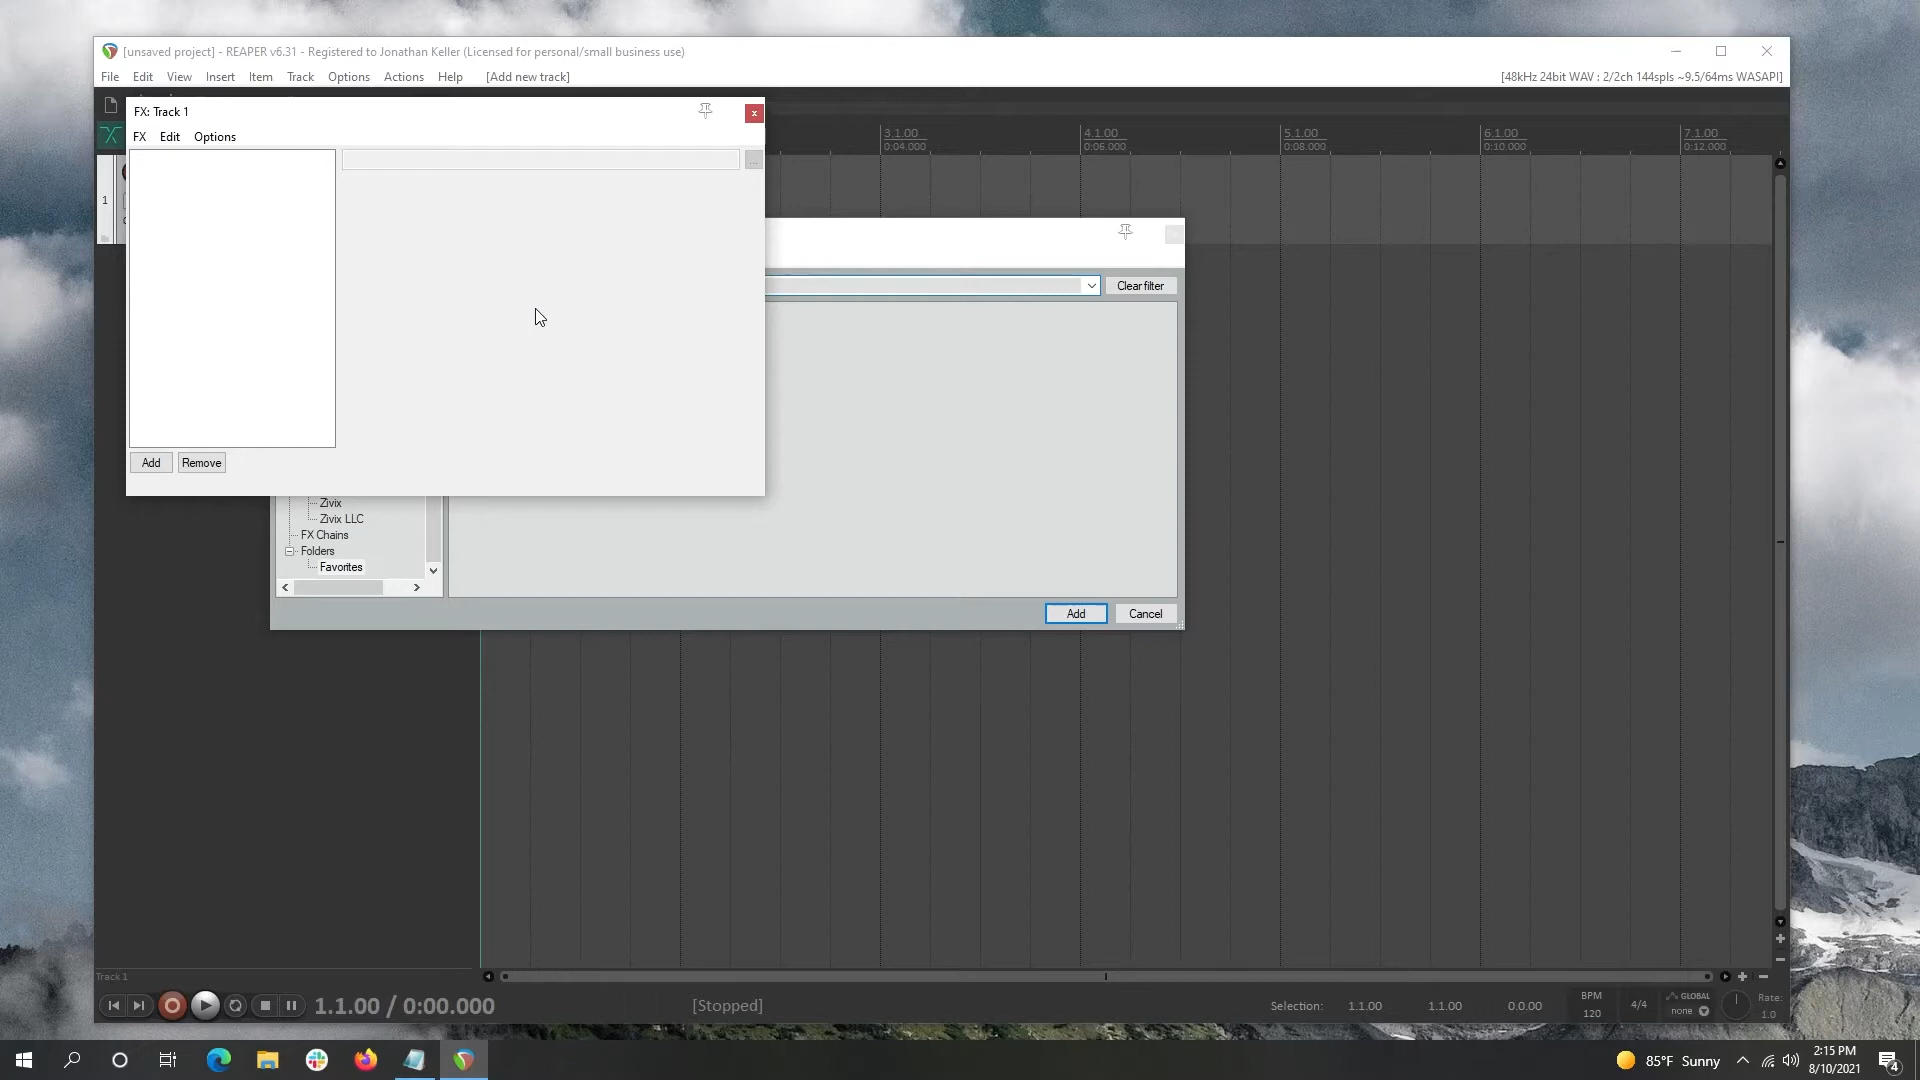 [unsaved project] - REAPER v6.31 - Registered to Jonathan Keller (Licensed for personal/small business use)
File Edit View Insert Item Track Options Actions Help [Add new track]
[48kHz 24bit WAV : 2/2ch 144spls ~9.5/64ms WASAPI]
FX: Track 1
FX Edit Options
3.1.00
0:04.000
4.1.00
0:06.000
5.1.00
0:08.000
6.1.00
0:10.000
7.1.00
0:12.000
1
...
Clear filter
Add Remove
Zivix
Zivix LLC
FX Chains
Folders
Favorites
Add Cancel
Track 1
1.1.00 / 0:00.000
[Stopped]
Selection: 1.1.00 1.1.00 0.0.00
BPM
120
4/4
GLOBAL
none
Rate:
1.0
85°F Sunny
2:15 PM
8/10/2021
4